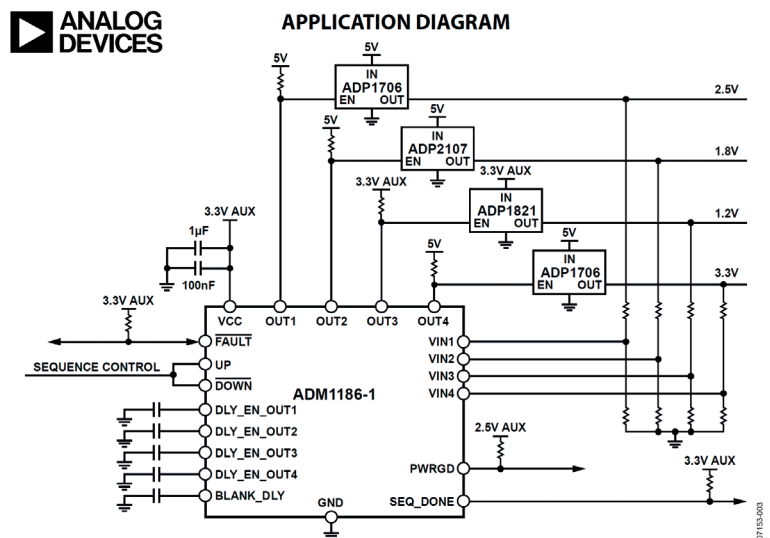 ANALOG
DEVICES
APPLICATION DIAGRAM
5V
5V
IN
ADP1706
EN OUT
2.5V
5V
5V
IN
ADP2107
EN OUT
1.8V
3.3V AUX
3.3V AUX
IN
ADP1821
EN OUT
1.2V
3.3V AUX
1µF
100nF
5V
5V
IN
ADP1706
EN OUT
3.3V
3.3V AUX
VCC OUT1 OUT2 OUT3 OUT4
FAULT
SEQUENCE CONTROL
UP
DOWN
ADM1186-1
VIN1
VIN2
VIN3
VIN4
DLY_EN_OUT1
DLY_EN_OUT2
DLY_EN_OUT3
DLY_EN_OUT4
BLANK_DLY
2.5V AUX
PWRGD
3.3V AUX
SEQ_DONE
GND
07153-003